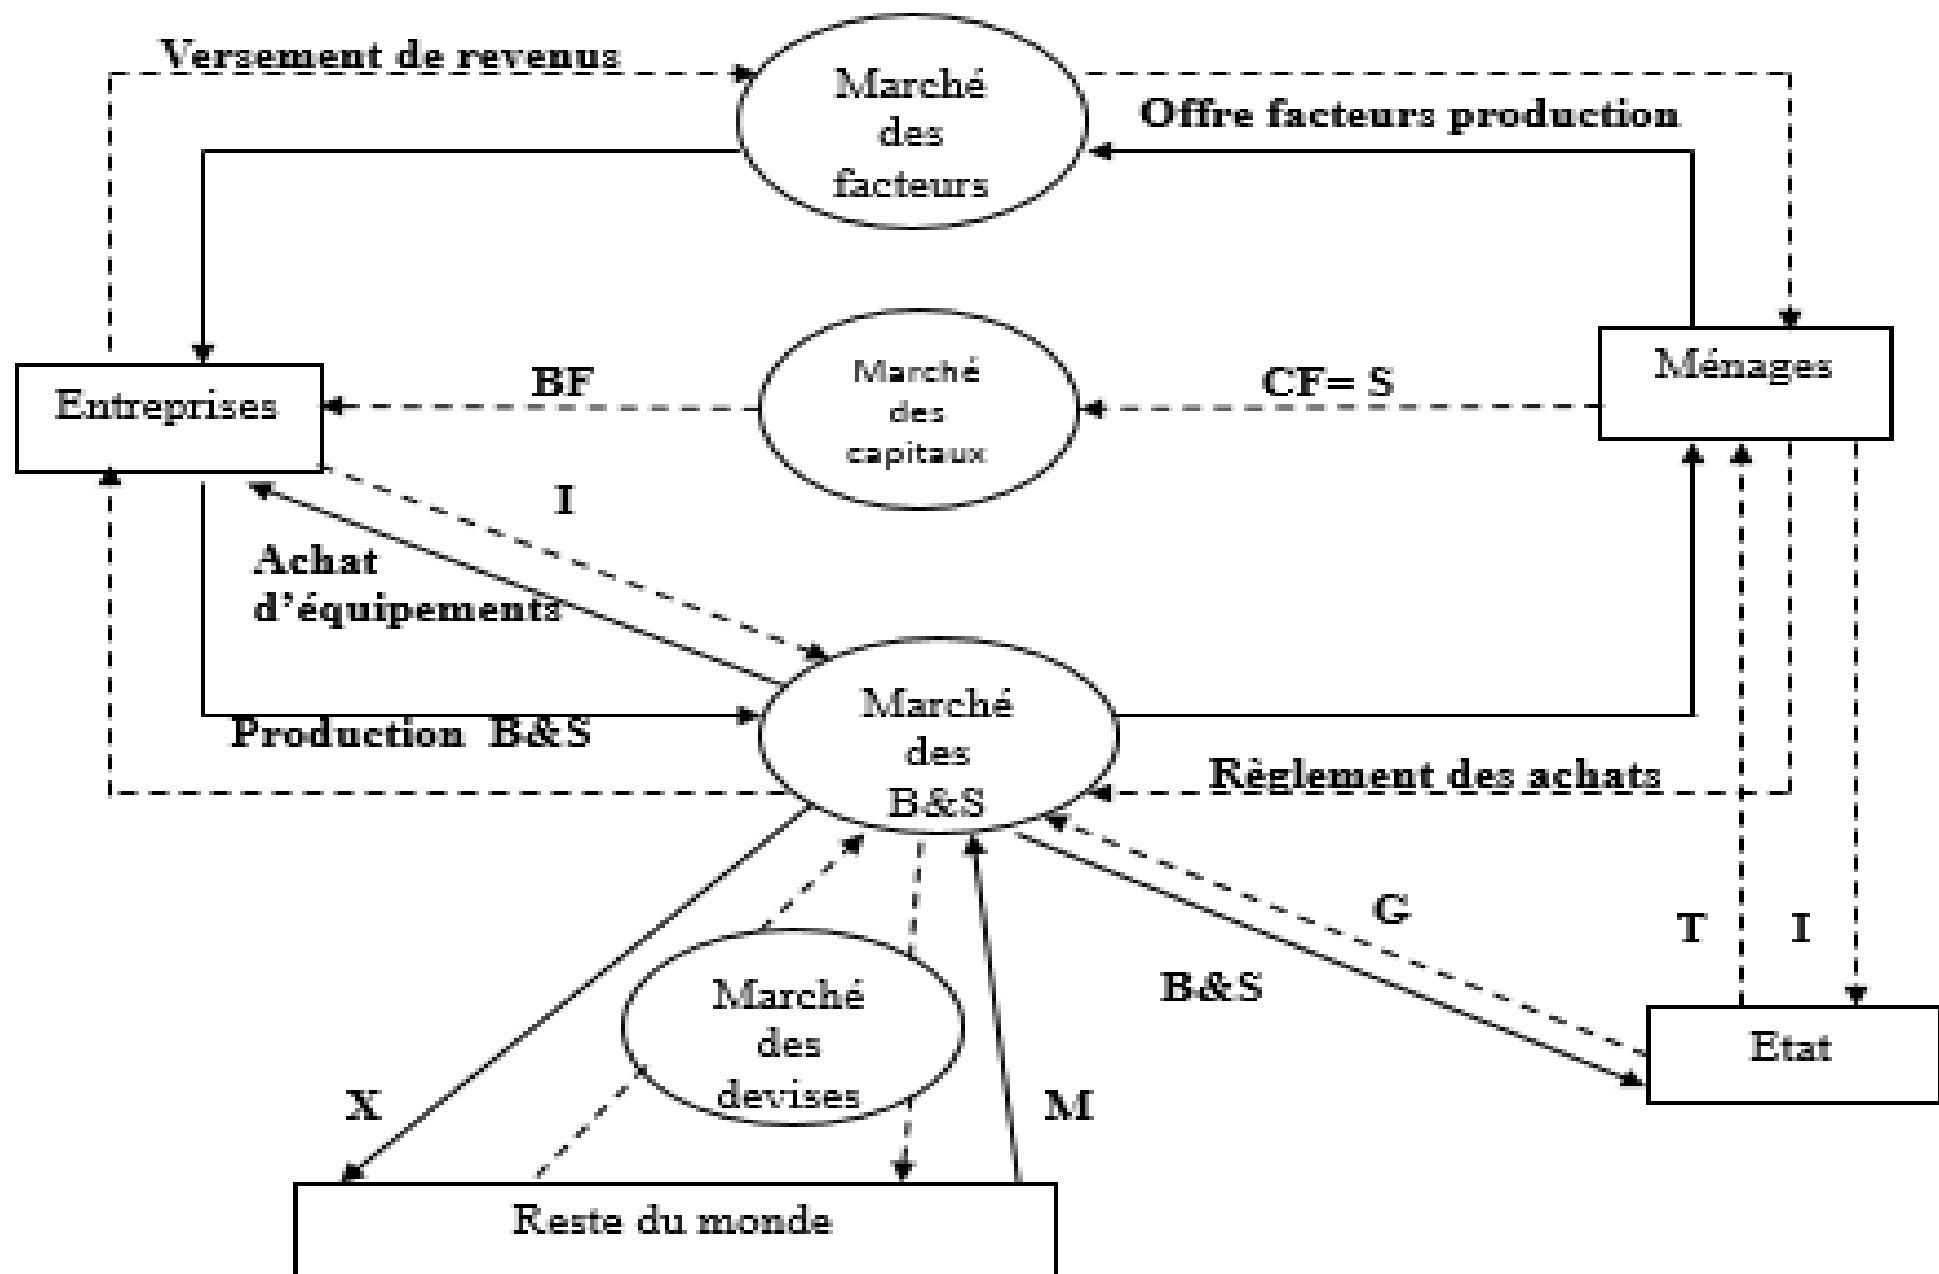 Versement de revenus
Marché
des
facteurs
Offre facteurs production
Entreprises
BF
Marché
des
capitaux
CF= S
Ménages
I
Achat
d’équipements
Production B&S
Marché
des
B&S
Règlement des achats
G
B&S
T I
Etat
Marché
des
devises
X
M
Reste du monde